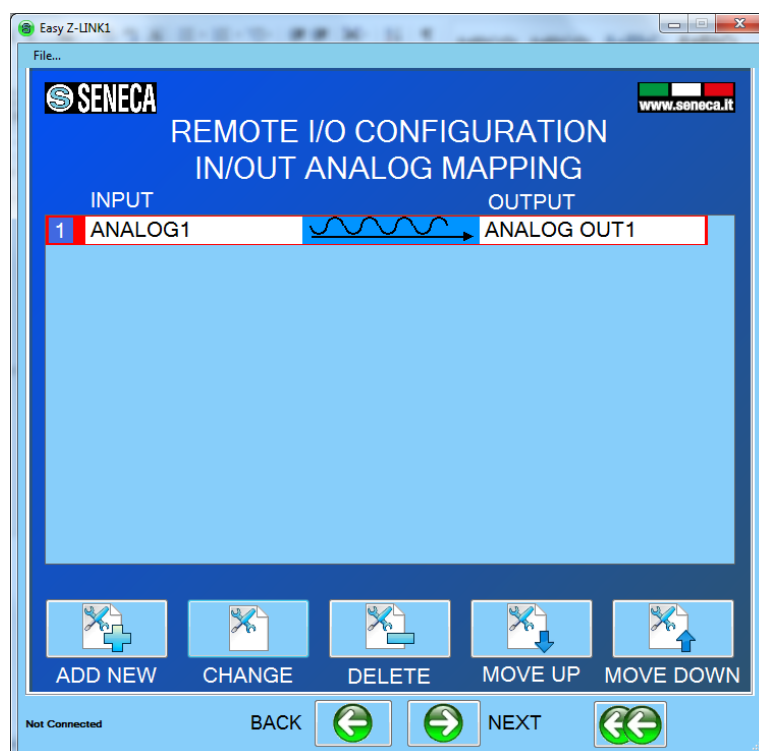 Easy Z-LINK1
File...
SENECA
www.seneca.it
REMOTE I/O CONFIGURATION
IN/OUT ANALOG MAPPING
INPUT OUTPUT
1 ANALOG1 ANALOG OUT1
ADD NEW CHANGE DELETE MOVE UP MOVE DOWN
Not Connected BACK NEXT